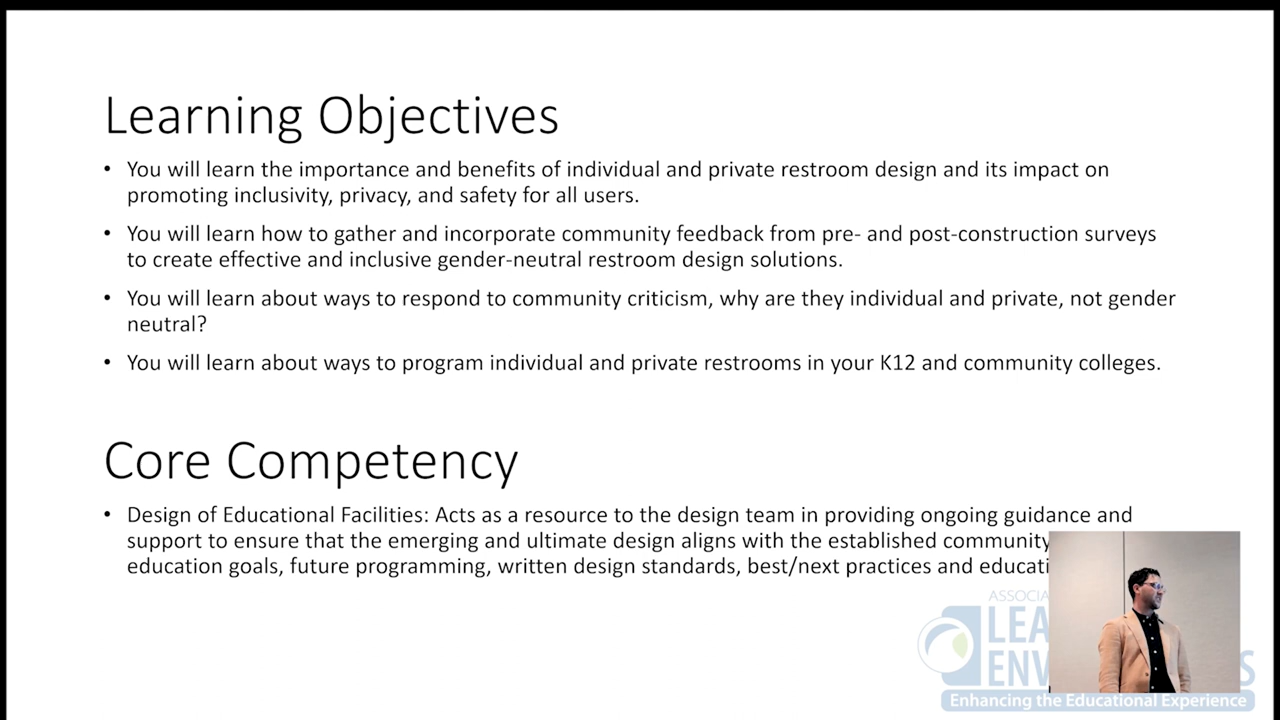 Learning Objectives
• You will learn the importance and benefits of individual and private restroom design and its impact on
promoting inclusivity, privacy, and safety for all users.
• You will learn how to gather and incorporate community feedback from pre- and post-construction surveys
to create effective and inclusive gender-neutral restroom design solutions.
• You will learn about ways to respond to community criticism, why are they individual and private, not gender
neutral?
• You will learn about ways to program individual and private restrooms in your K12 and community colleges.
Core Competency
• Design of Educational Facilities: Acts as a resource to the design team in providing ongoing guidance and
support to ensure that the emerging and ultimate design aligns with the established community
education goals, future programming, written design standards, best/next practices and
Enhancing the Educational Experience